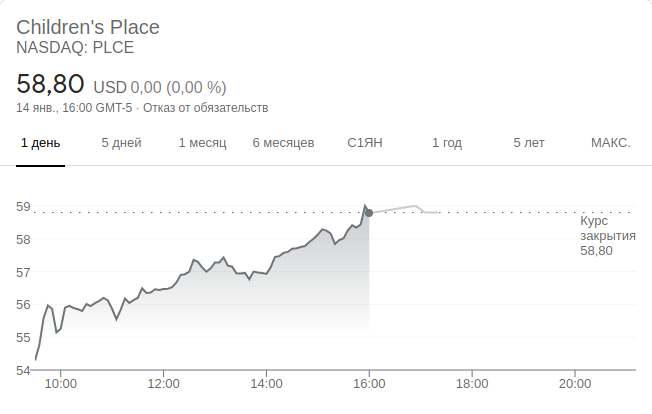 Children's Place
NASDAQ: PLCE
58,80 USD 0,00 (0,00 %)
14 янв., 16:00 GMT-5 · Отказ от обязательств
1 день 5 дней 1 месяц 6 месяцев С1ЯН 1 год 5 лет МАКС.
59
Курс
закрытия
58,80
58
57
56
55
54
10:00 12:00 14:00 16:00 18:00 20:00